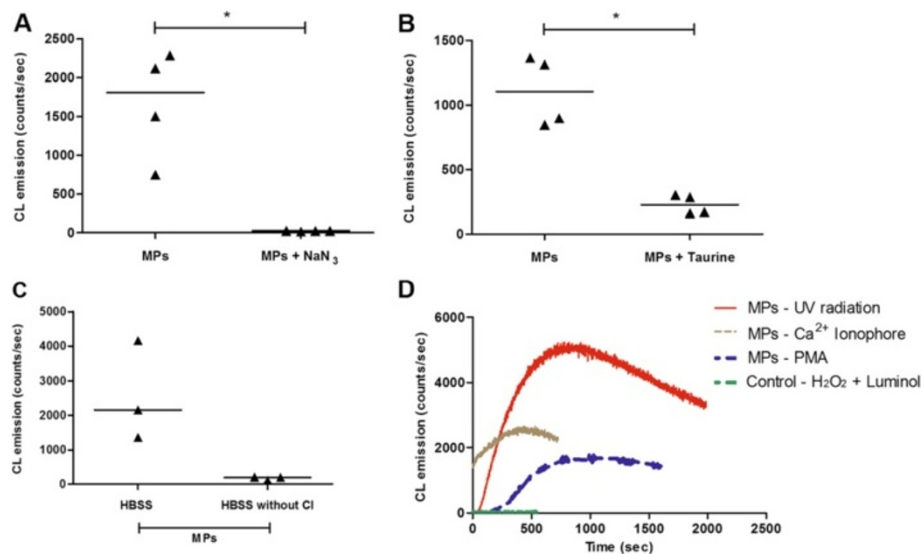 A
*
CL emission (counts/sec)
2500
2000
1500
1000
500
0
MPs
MPs + NaN3
B
*
CL emission (counts/sec)
1500
1000
500
0
MPs
MPs + Taurine
C
CL emission (counts/sec)
5000
4000
3000
2000
1000
0
HBSS
HBSS without Cl
MPs
D
CL emission (counts/sec)
6000
4000
2000
0
0
500
1000
1500
2000
2500
Time (sec)
MPs - UV radiation
MPs - Ca2+ Ionophore
MPs - PMA
Control - H2O2 + Luminol